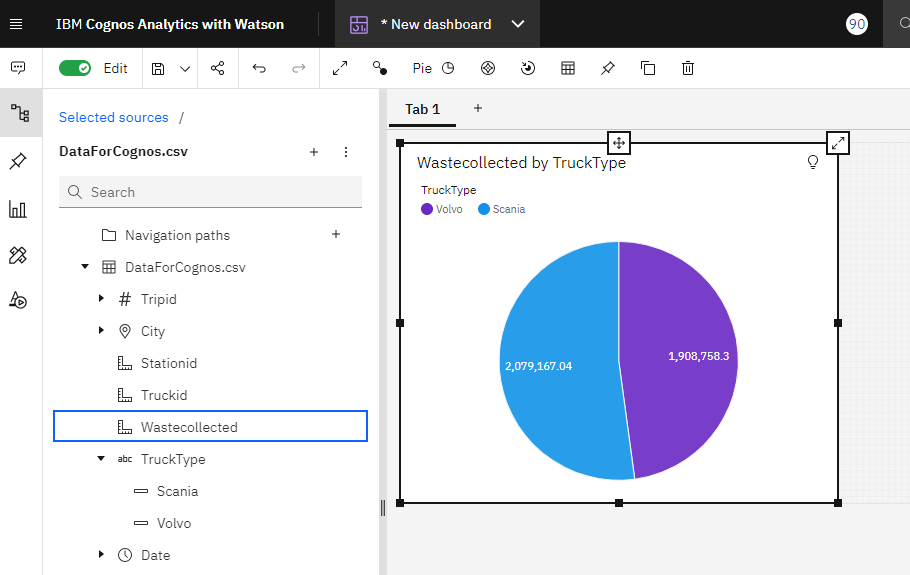 IBM Cognos Analytics with Watson
* New dashboard
90
Edit
Pie
Selected sources /
Tab 1 +
DataForCognos.csv
Search
Navigation paths
DataForCognos.csv
# Tripid
City
Stationid
Truckid
Wastecollected
abc TruckType
Scania
Volvo
Date
Wastecollected by TruckType
TruckType
Volvo Scania
2,079,167.04
1,908,758.3